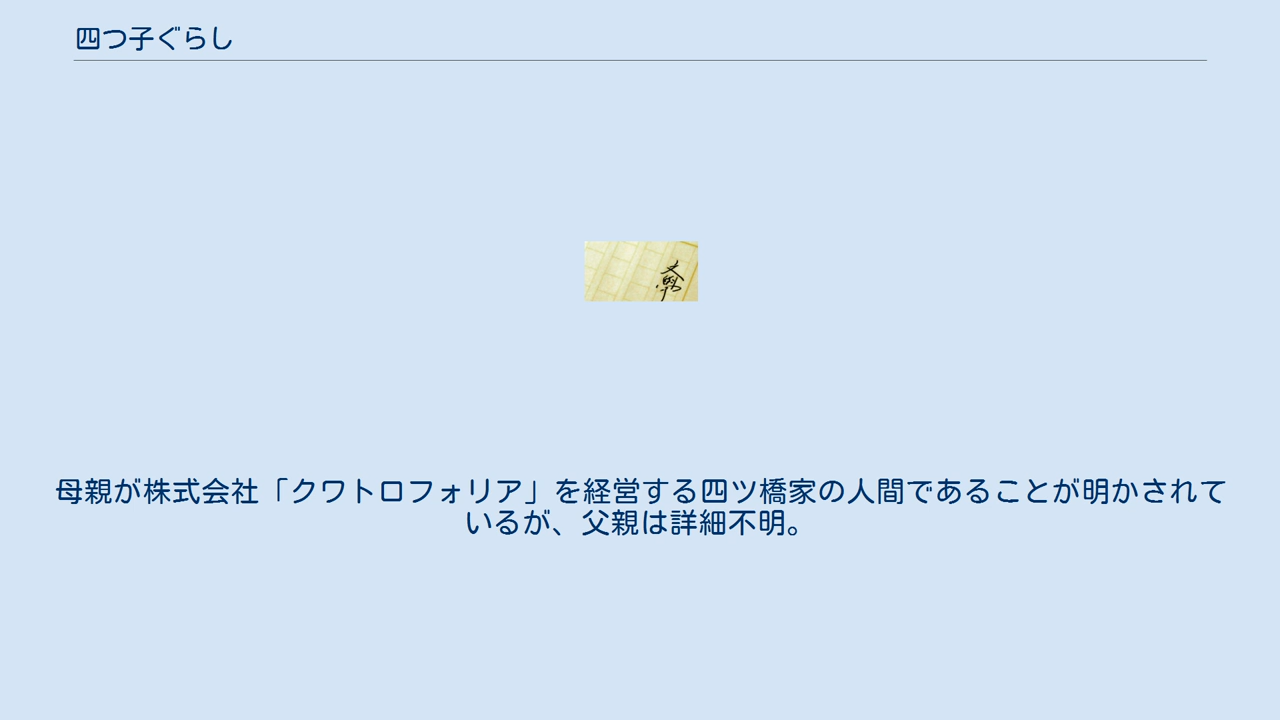 四つ子ぐらし
母親が株式会社「クワトロフォリア」を経営する四ツ橋家の人間であることが明かされて
いるが、父親は詳細不明。